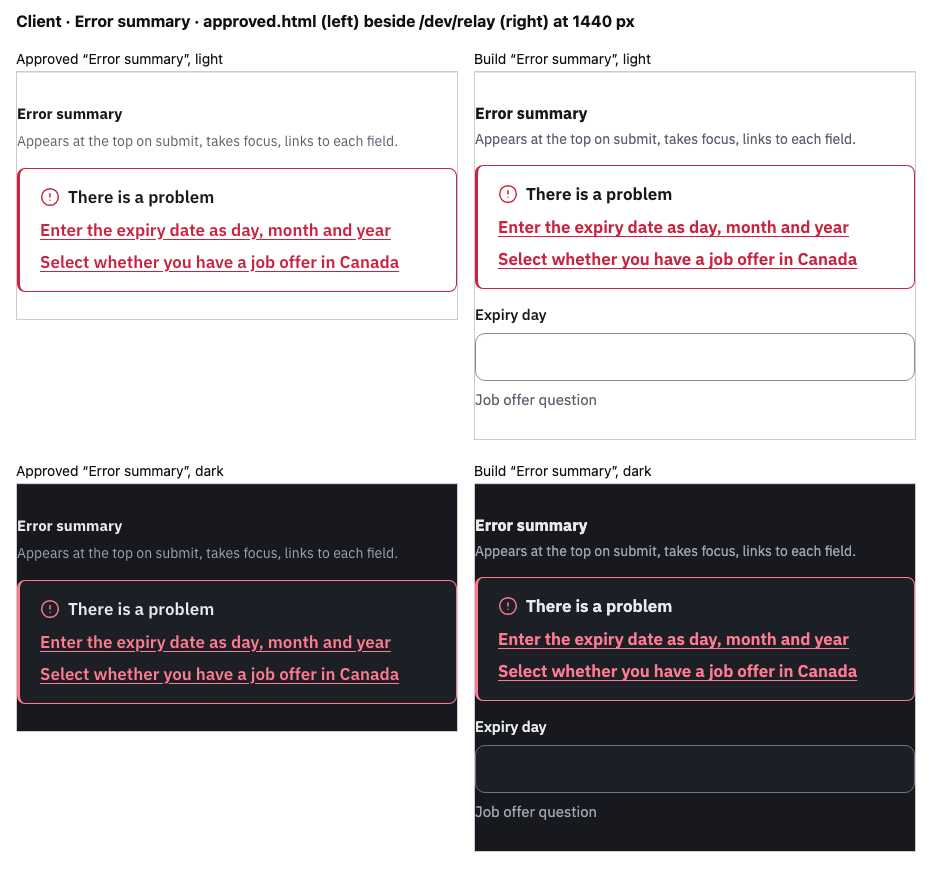 Client · Error summary · approved.html (left) beside /dev/relay (right) at 1440 px
Approved “Error summary”, light
Error summary
Appears at the top on submit, takes focus, links to each field.
There is a problem
Enter the expiry date as day, month and year
Select whether you have a job offer in Canada
Build “Error summary”, light
Error summary
Appears at the top on submit, takes focus, links to each field.
There is a problem
Enter the expiry date as day, month and year
Select whether you have a job offer in Canada
Expiry day
Job offer question
Approved “Error summary”, dark
Error summary
Appears at the top on submit, takes focus, links to each field.
There is a problem
Enter the expiry date as day, month and year
Select whether you have a job offer in Canada
Build “Error summary”, dark
Error summary
Appears at the top on submit, takes focus, links to each field.
There is a problem
Enter the expiry date as day, month and year
Select whether you have a job offer in Canada
Expiry day
Job offer question